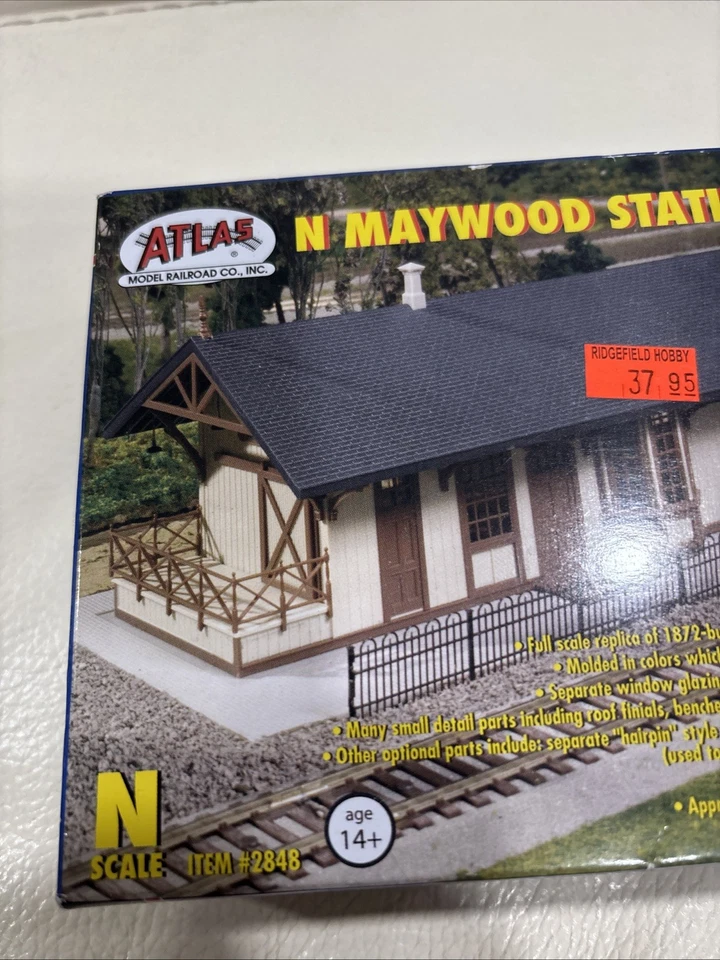 ATLAS
®
MODEL RAILROAD CO., INC.
N MAYWOOD STATI
RIDGEFIELD HOBBY
37 95
• Full scale replica of 1872-bu
• Molded in colors which
• Separate window glazin
• Many small detail parts including roof finials, benche
• Other optional parts include: separate "hairpin" style
(used to
• Appr
N
SCALE ITEM #2848
age
14+